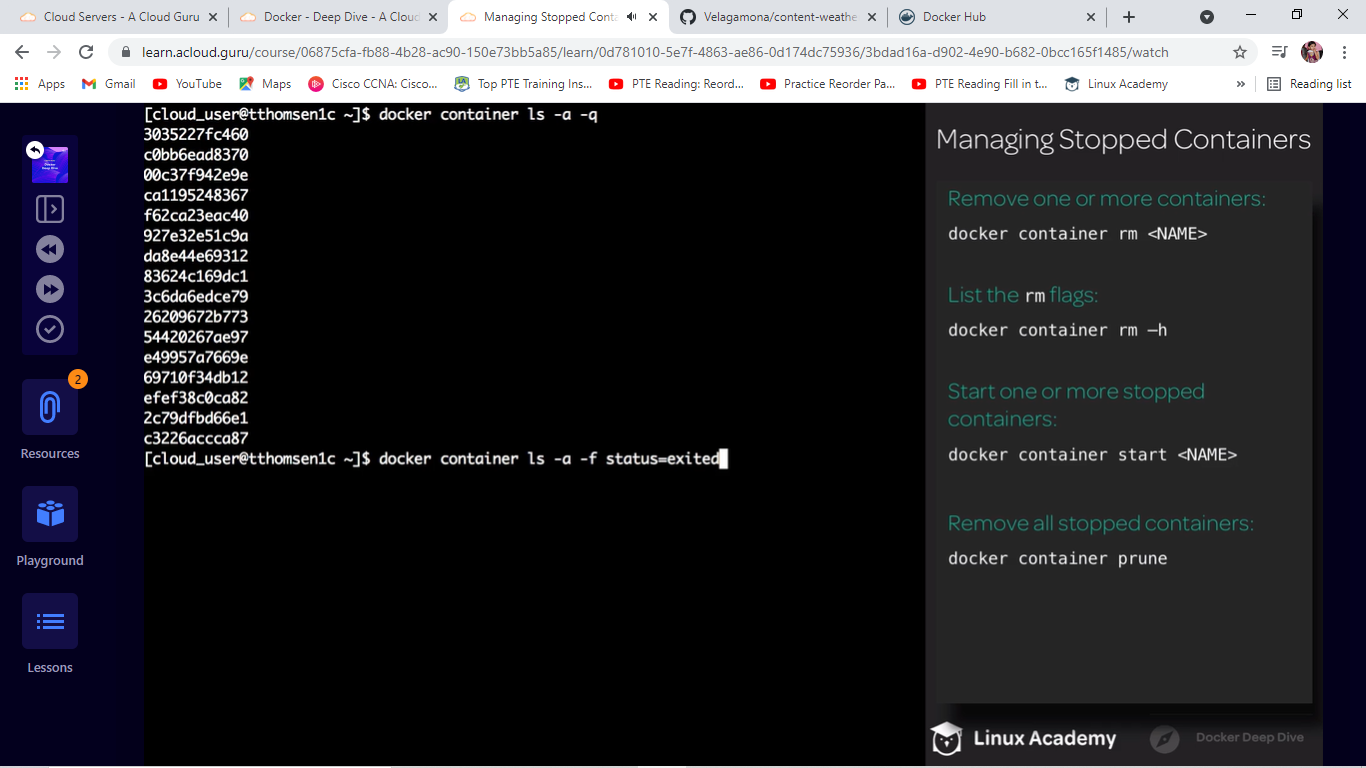 Cloud Servers - A Cloud Guru
Docker - Deep Dive - A Cloud
Managing Stopped Conta
Velagamona/content-weathe
Docker Hub
learn.acloud.guru/course/06875cfa-fb88-4b28-ac90-150e73bb5a85/learn/0d781010-5e7f-4863-ae86-0d174dc75936/3bdad16a-d902-4e90-b682-0bcc165f1485/watch
Apps
Gmail
YouTube
Maps
Cisco CCNA: Cisco...
Top PTE Training Ins...
PTE Reading: Reord...
Practice Reorder Pa...
PTE Reading Fill in t...
Linux Academy
»
Reading list
2
Resources
Playground
Lessons
[cloud_user@tthomsen1c ~]$ docker container ls -a -q
3035227fc460
c0bb6ead8370
00c37f942e9e
ca1195248367
f62ca23eac40
927e32e51c9a
da8e44e69312
83624c169dc1
3c6da6edce79
26209672b773
54420267ae97
e49957a7669e
69710f34db12
efef38c0ca82
2c79dfbd66e1
c3226accca87
[cloud_user@tthomsen1c ~]$ docker container ls -a -f status=exited
Managing Stopped Containers
Remove one or more containers:
docker container rm <NAME>
List the rm flags:
docker container rm –h
Start one or more stopped
containers:
docker container start <NAME>
Remove all stopped containers:
docker container prune
Linux Academy
Docker Deep Dive